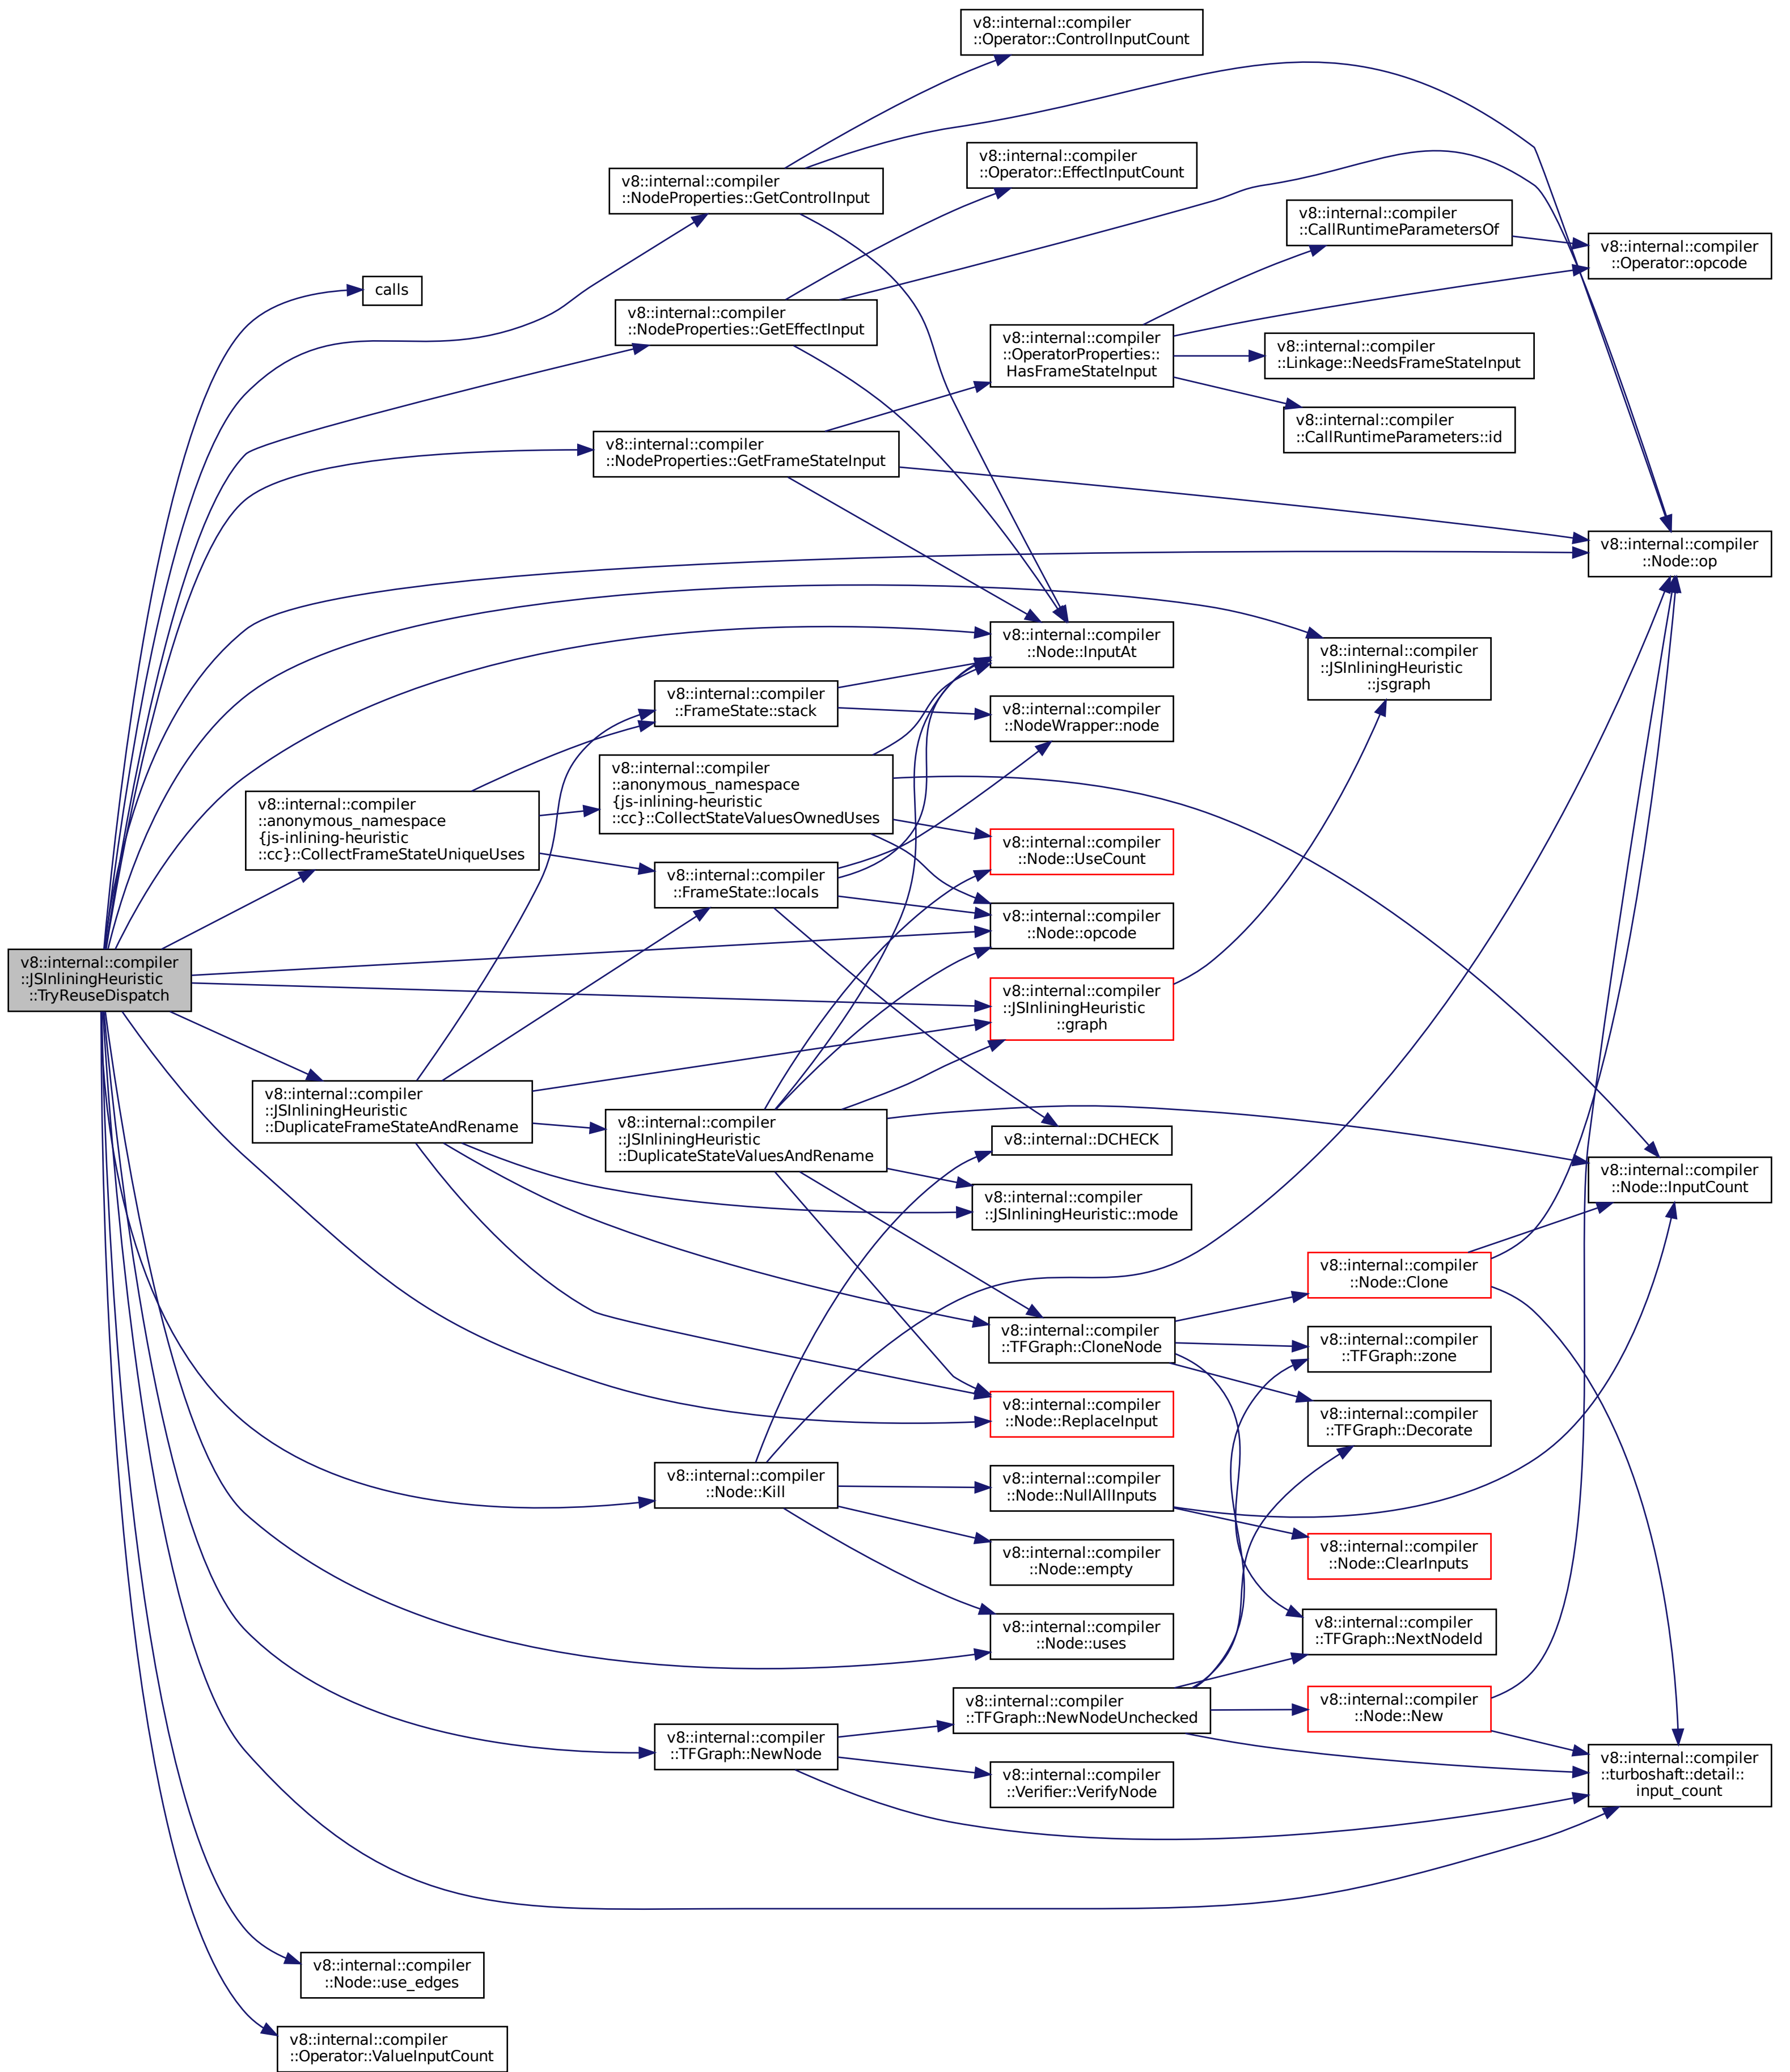 v8::internal::compiler
::Operator::ControlInputCount
v8::internal::compiler
::NodeProperties::GetControlInput
v8::internal::compiler
::Operator::EffectInputCount
v8::internal::compiler
::CallRuntimeParametersOf
v8::internal::compiler
::Operator::opcode
calls
v8::internal::compiler
::NodeProperties::GetEffectInput
v8::internal::compiler
::OperatorProperties::
HasFrameStateInput
v8::internal::compiler
::Linkage::NeedsFrameStateInput
v8::internal::compiler
::CallRuntimeParameters::id
v8::internal::compiler
::NodeProperties::GetFrameStateInput
v8::internal::compiler
::Node::op
v8::internal::compiler
::Node::InputAt
v8::internal::compiler
::JSInliningHeuristic
::jsgraph
v8::internal::compiler
::FrameState::stack
v8::internal::compiler
::NodeWrapper::node
v8::internal::compiler
::anonymous_namespace
{js-inlining-heuristic
::cc}::CollectStateValuesOwnedUses
v8::internal::compiler
::anonymous_namespace
{js-inlining-heuristic
::cc}::CollectFrameStateUniqueUses
v8::internal::compiler
::Node::UseCount
v8::internal::compiler
::FrameState::locals
v8::internal::compiler
::Node::opcode
v8::internal::compiler
::JSInliningHeuristic
::TryReuseDispatch
v8::internal::compiler
::JSInliningHeuristic
::graph
v8::internal::compiler
::JSInliningHeuristic
::DuplicateFrameStateAndRename
v8::internal::compiler
::JSInliningHeuristic
::DuplicateStateValuesAndRename
v8::internal::DCHECK
v8::internal::compiler
::Node::InputCount
v8::internal::compiler
::JSInliningHeuristic::mode
v8::internal::compiler
::Node::Clone
v8::internal::compiler
::TFGraph::CloneNode
v8::internal::compiler
::TFGraph::zone
v8::internal::compiler
::Node::ReplaceInput
v8::internal::compiler
::TFGraph::Decorate
v8::internal::compiler
::Node::Kill
v8::internal::compiler
::Node::NullAllInputs
v8::internal::compiler
::Node::ClearInputs
v8::internal::compiler
::Node::empty
v8::internal::compiler
::Node::uses
v8::internal::compiler
::TFGraph::NextNodeId
v8::internal::compiler
::TFGraph::NewNodeUnchecked
v8::internal::compiler
::Node::New
v8::internal::compiler
::TFGraph::NewNode
v8::internal::compiler
::Verifier::VerifyNode
v8::internal::compiler
::turboshaft::detail::
input_count
v8::internal::compiler
::Node::use_edges
v8::internal::compiler
::Operator::ValueInputCount